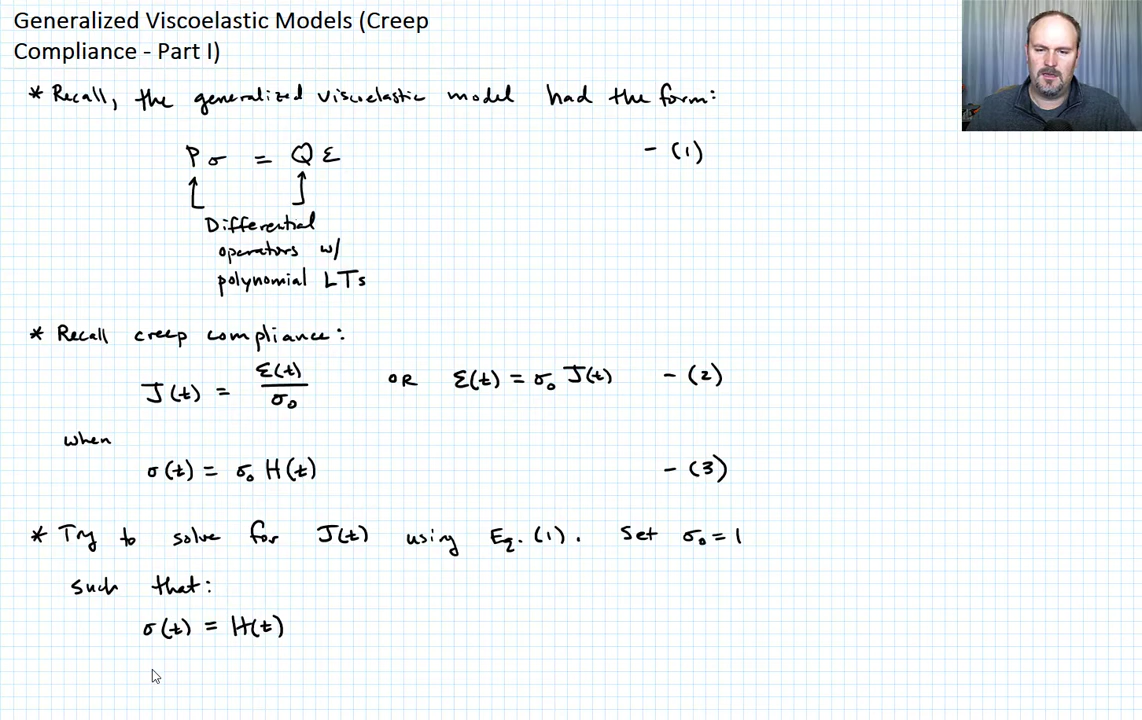 Generalized Viscoelastic Models (Creep
Compliance - Part I)
* Recall, the generalized viscoelastic model had the form:
P σ = Q ε - (1)
Differential
operators w/
polynomial LTs
* Recall creep compliance:
J(t) = ε(t)/σ₀ OR ε(t) = σ₀ J(t) - (2)
when
σ(t) = σ₀ H(t) - (3)
* Try to solve for J(t) using Eq. (1). Set σ₀ = 1
such that:
σ(t) = H(t)